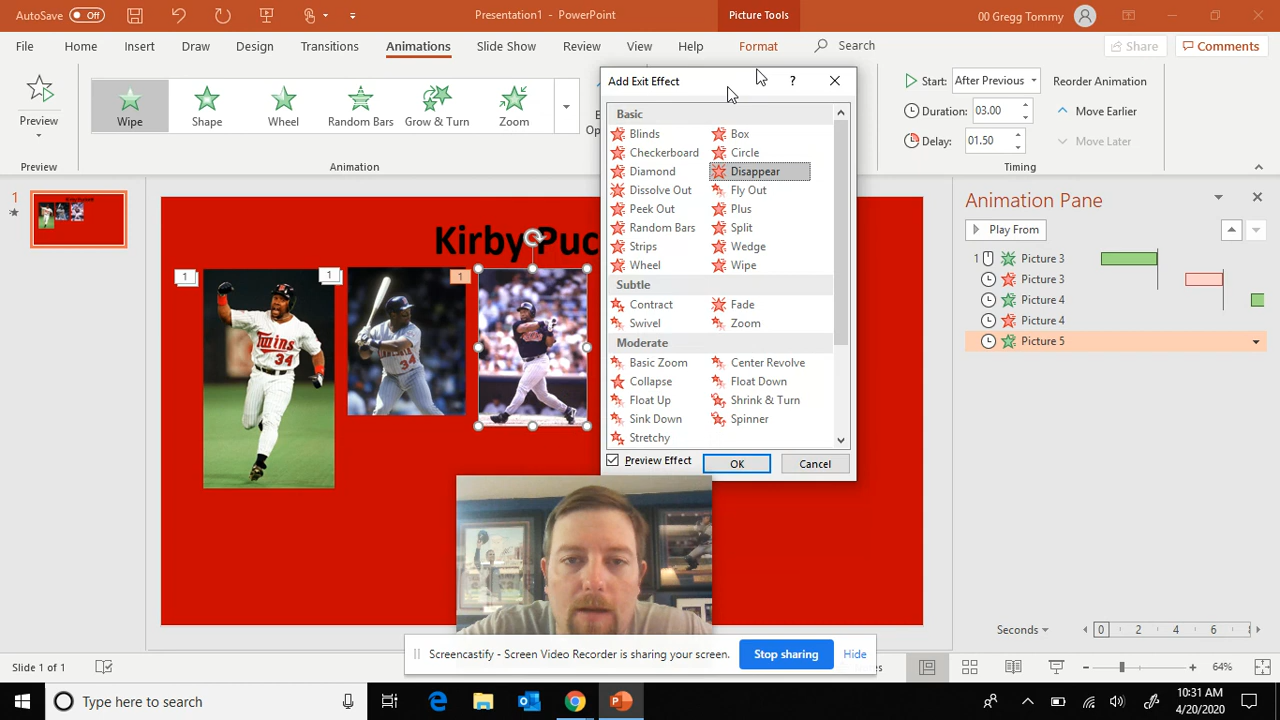 AutoSave Off
Presentation1 - PowerPoint
Picture Tools
00 Gregg Tommy
File Home Insert Draw Design Transitions Animations Slide Show Review View Help Format Search Share Comments
Preview
Preview
Wipe Shape Wheel Random Bars Grow & Turn Zoom
Animation
Start: After Previous
Duration: 03.00
Delay: 01.50
Reorder Animation
Move Earlier
Move Later
Timing
Add Exit Effect ?
Basic
Blinds Box
Checkerboard Circle
Diamond Disappear
Dissolve Out Fly Out
Peek Out Plus
Random Bars Split
Strips Wedge
Wheel Wipe
Subtle
Contract Fade
Swivel Zoom
Moderate
Basic Zoom Center Revolve
Collapse Float Down
Float Up Shrink & Turn
Sink Down Spinner
Stretchy
Preview Effect OK Cancel
1
Kirby Puc
1
1
1
Twins
34
34
Animation Pane
Play From
1 Picture 3
Picture 3
Picture 4
Picture 4
Picture 5
Seconds 0 2 4 6 8
Screencastify - Screen Video Recorder is sharing your screen. Stop sharing Hide
Slide 1 of 1
64%
Type here to search
10:31 AM
4/20/2020